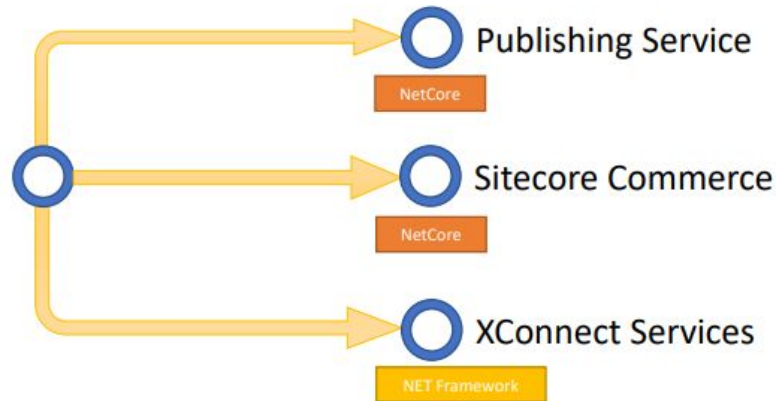 Publishing Service
NetCore
Sitecore Commerce
NetCore
XConnect Services
NET Framework